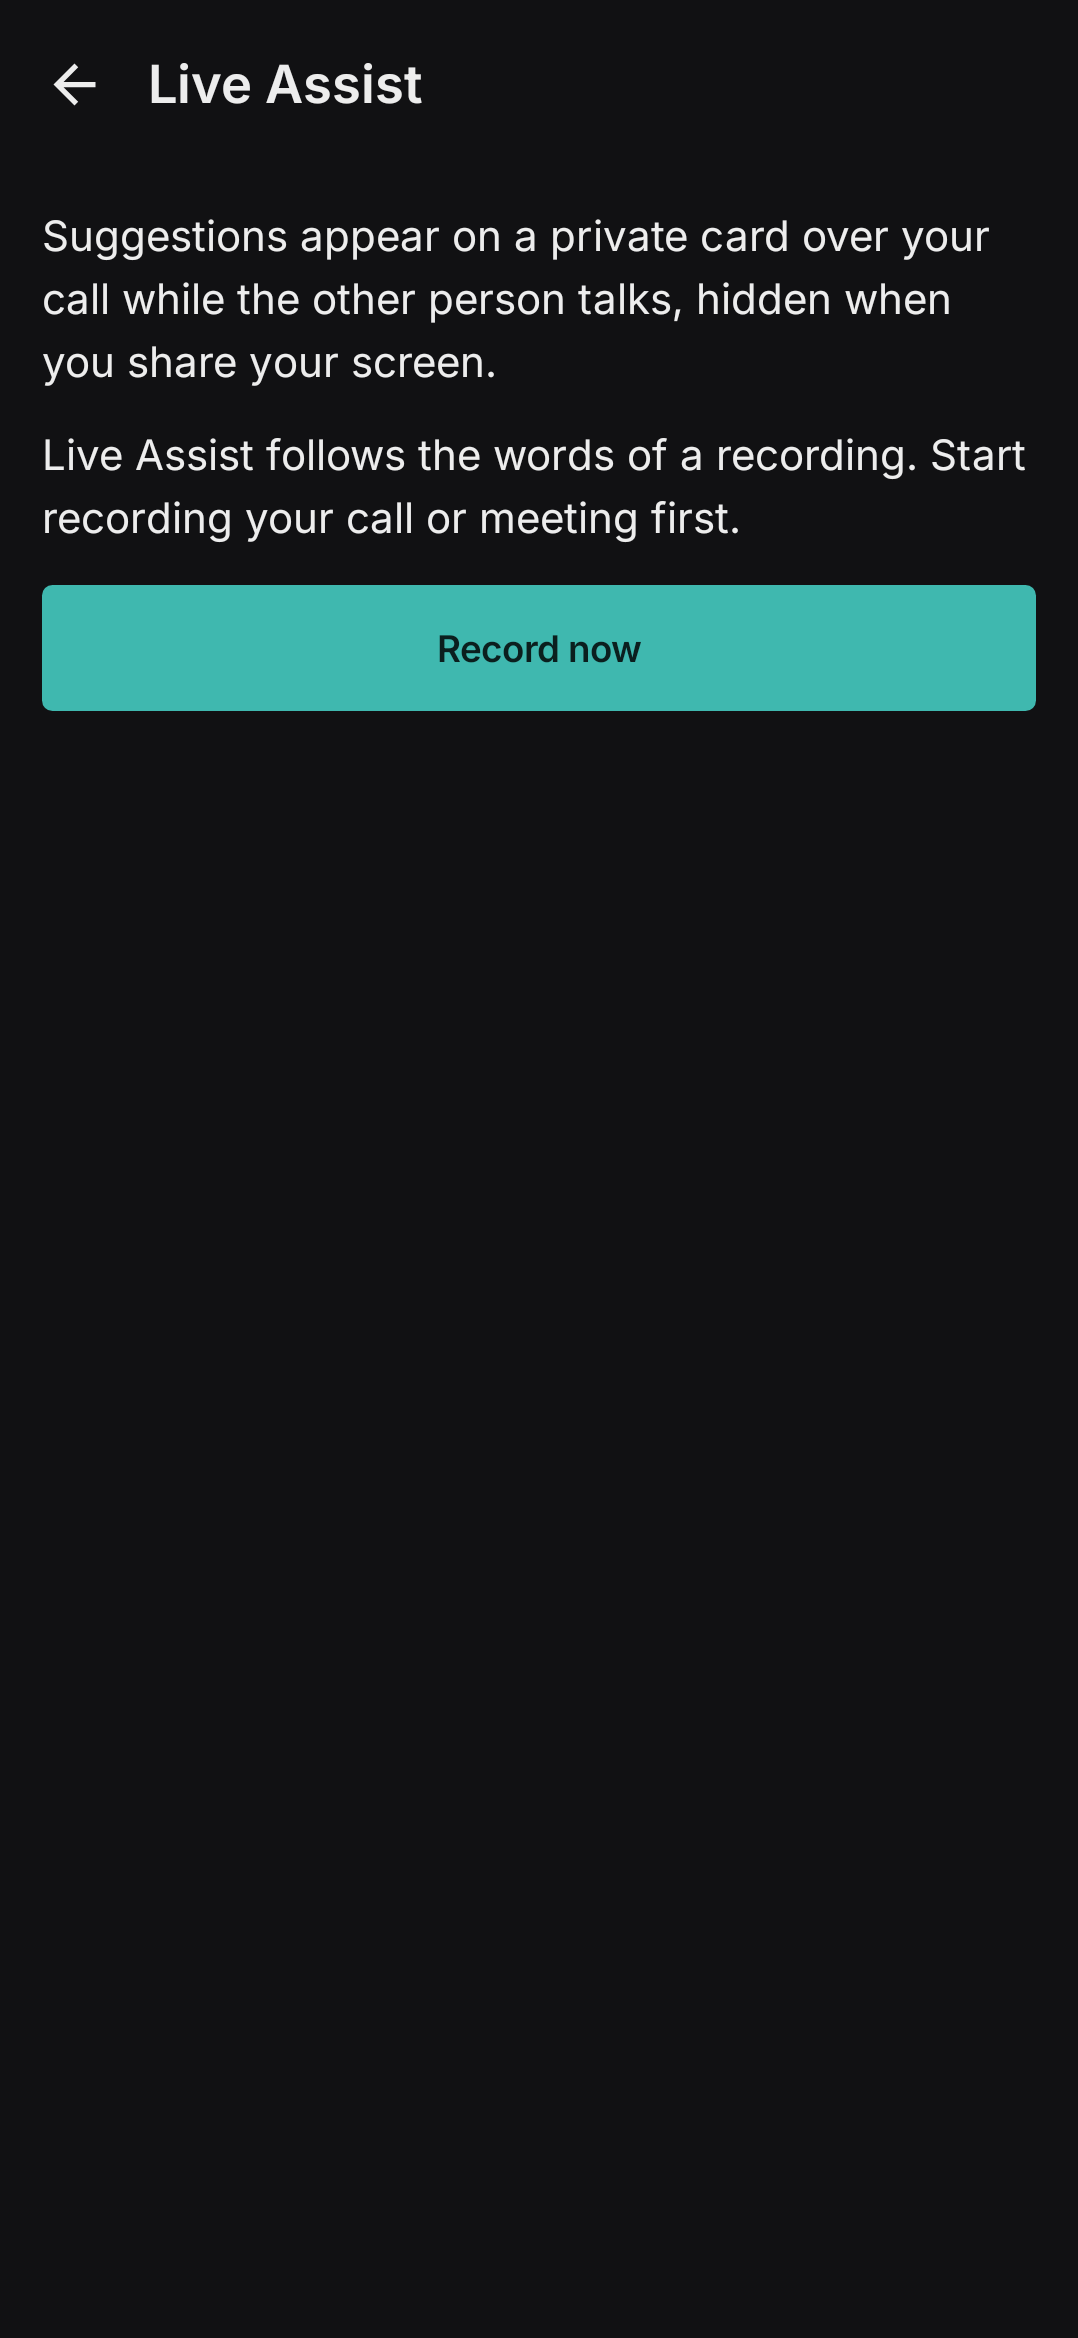 Live Assist
Suggestions appear on a private card over your
call while the other person talks, hidden when
you share your screen.
Live Assist follows the words of a recording. Start
recording your call or meeting first.
Record now